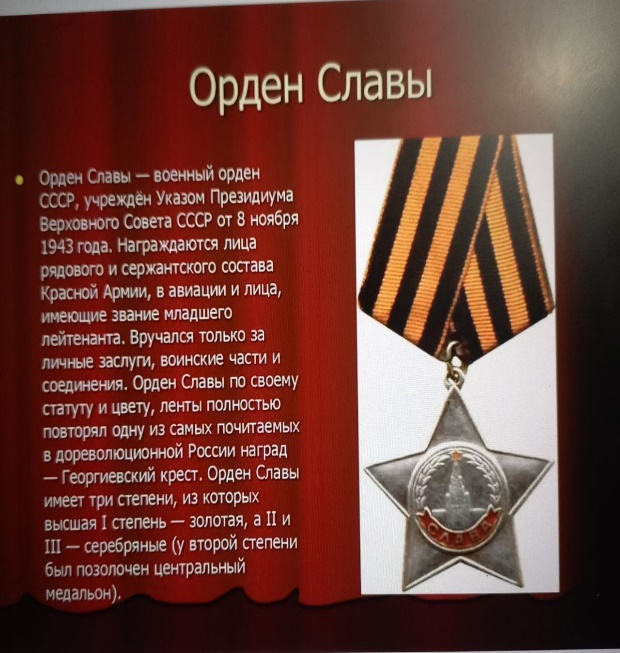 Орден Славы
Орден Славы — военный орден
СССР, учреждён Указом Президиума
Верховного Совета СССР от 8 ноября
1943 года. Награждаются лица
рядового и сержантского состава
Красной Армии, в авиации и лица,
имеющие звание младшего
лейтенанта. Вручался только за
личные заслуги, воинские части и
соединения. Орден Славы по своему
статуту и цвету, ленты полностью
повторял одну из самых почитаемых
в дореволюционной России наград
— Георгиевский крест. Орден Славы
имеет три степени, из которых
высшая I степень — золотая, а II и
III — серебряные (у второй степени
был позолочен центральный
медальон).
СЛАВА